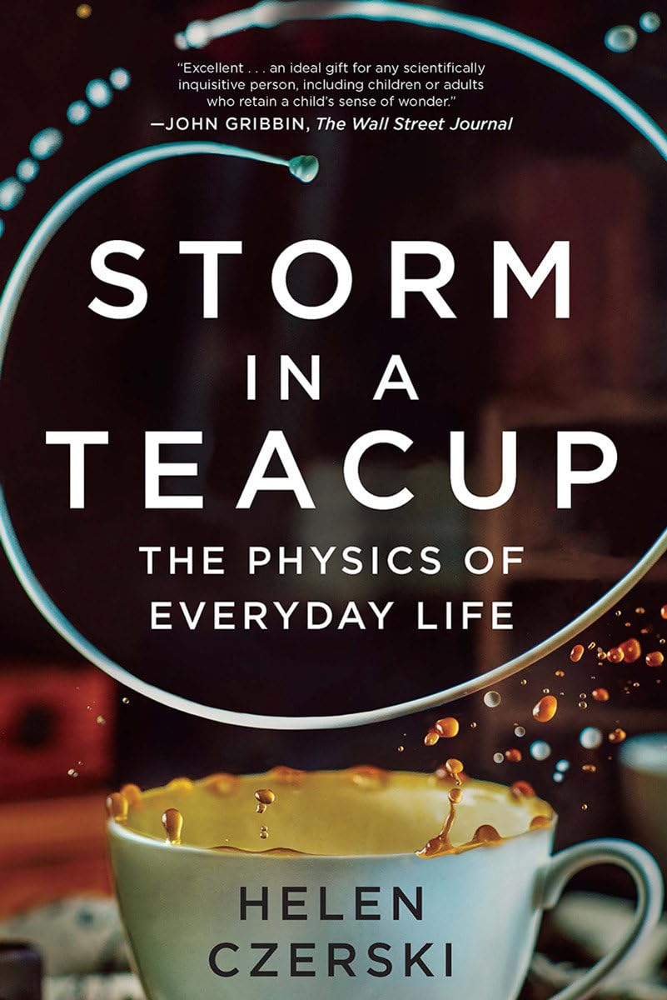 “Excellent . . . an ideal gift for any scientifically
inquisitive person, including children or adults
who retain a child’s sense of wonder.”
—JOHN GRIBBIN, The Wall Street Journal
STORM
IN A
TEACUP
THE PHYSICS OF
EVERYDAY LIFE
HELEN
CZERSKI